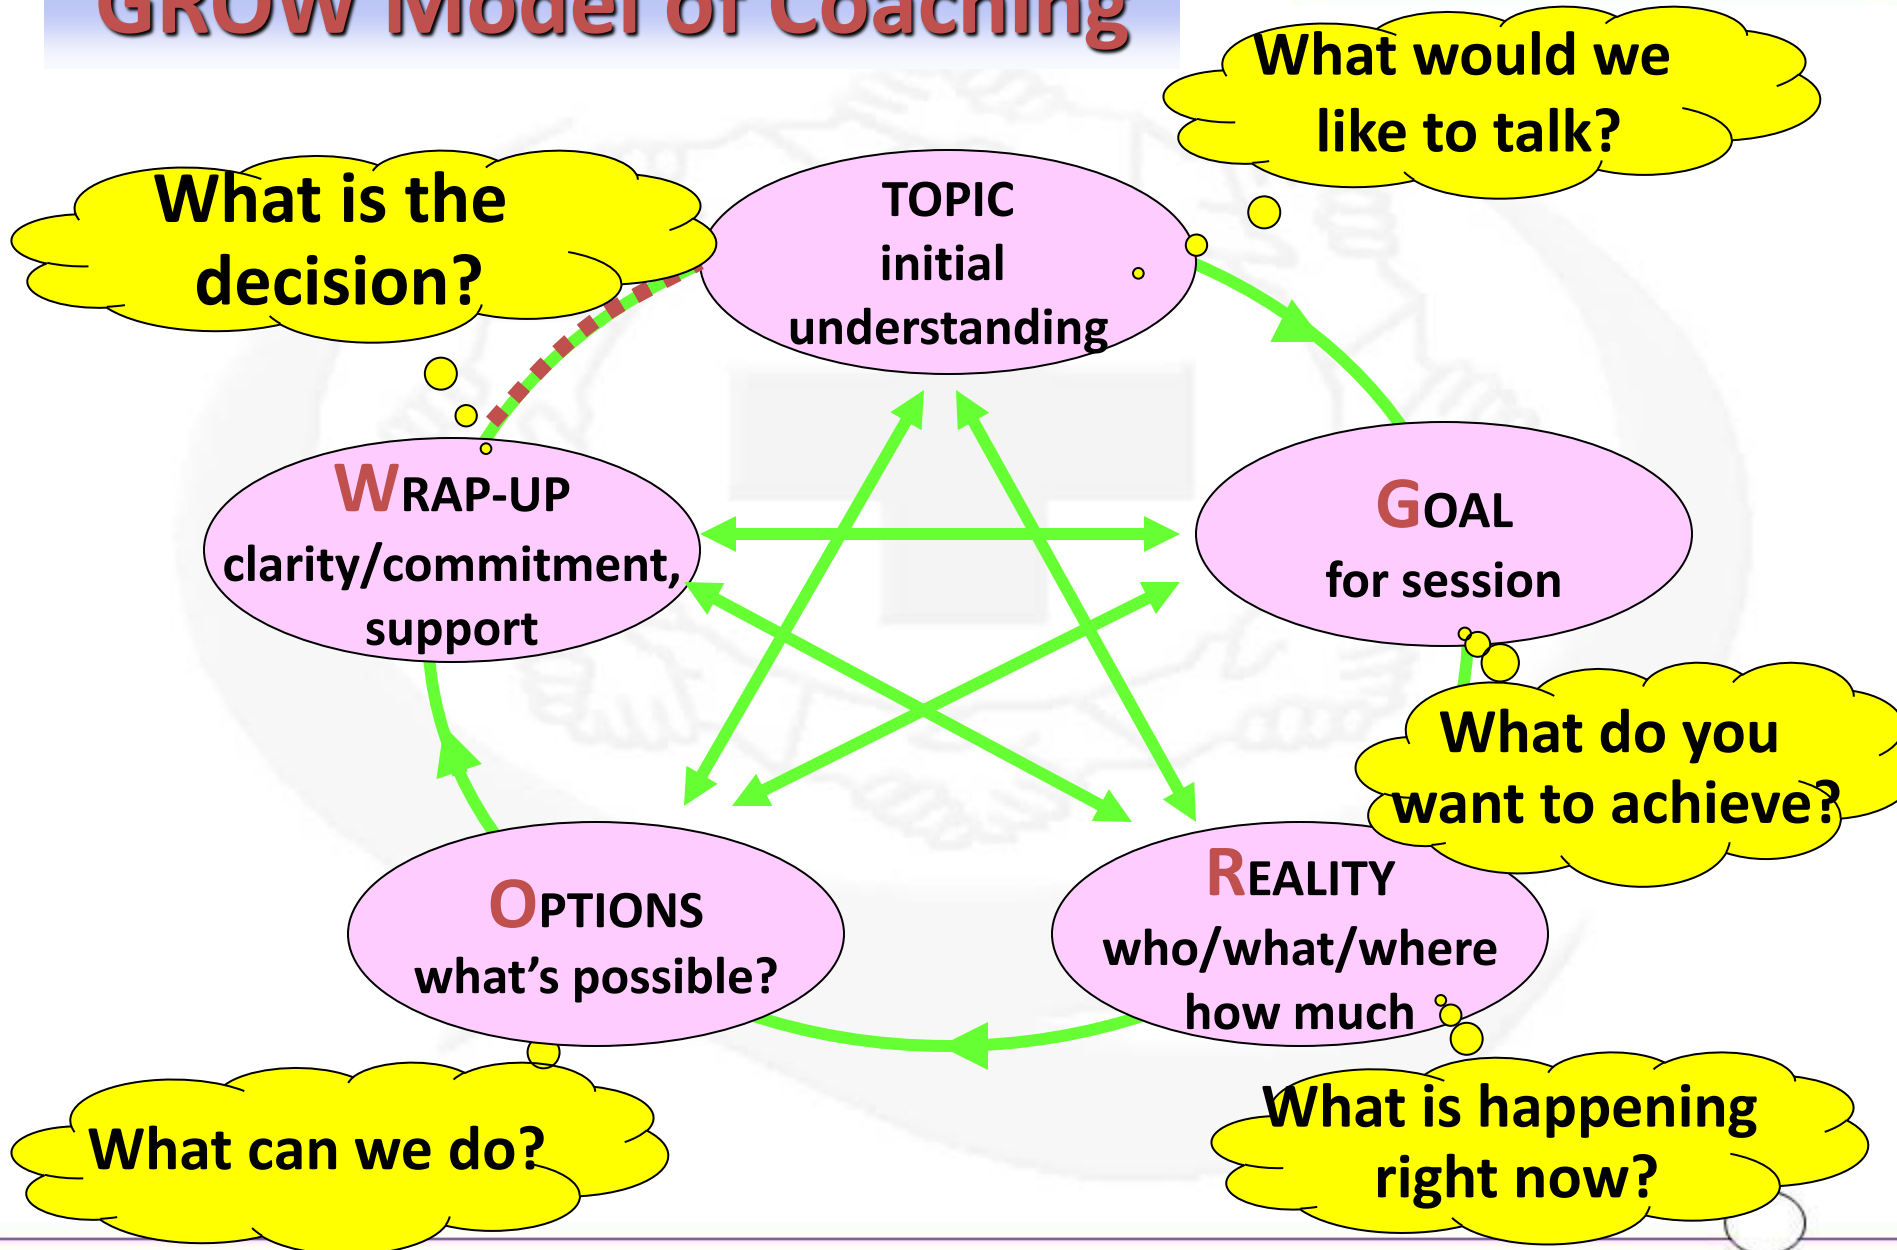 GROW Model of Coaching
What would we
like to talk?
What is the
decision?
TOPIC
initial
understanding
WRAP-UP
clarity/commitment,
support
GOAL
for session
What do you
want to achieve?
OPTIONS
what’s possible?
REALITY
who/what/where
how much
What can we do?
What is happening
right now?